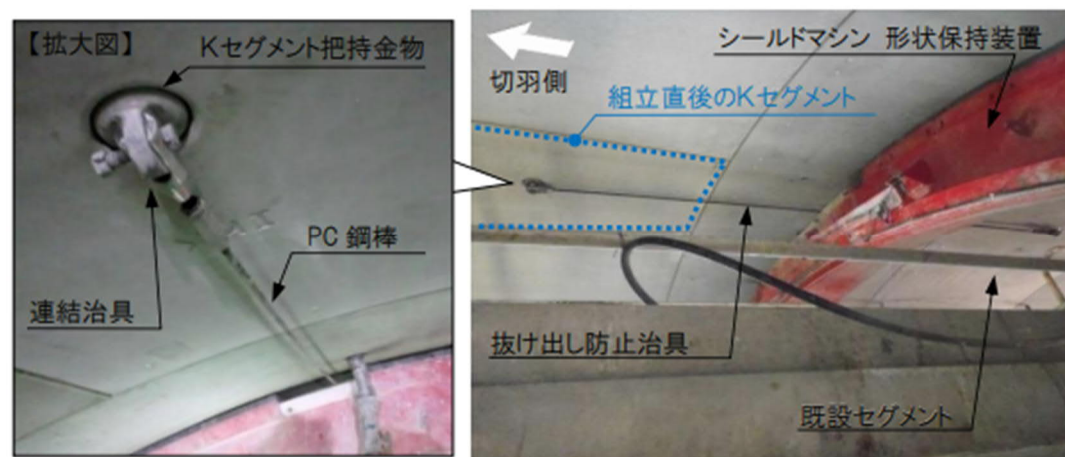 【拡大図】
Kセグメント把持金物
PC 鋼棒
連結治具
シールドマシン 形状保持装置
切羽側
組立直後のKセグメント
抜け出し防止治具
既設セグメント